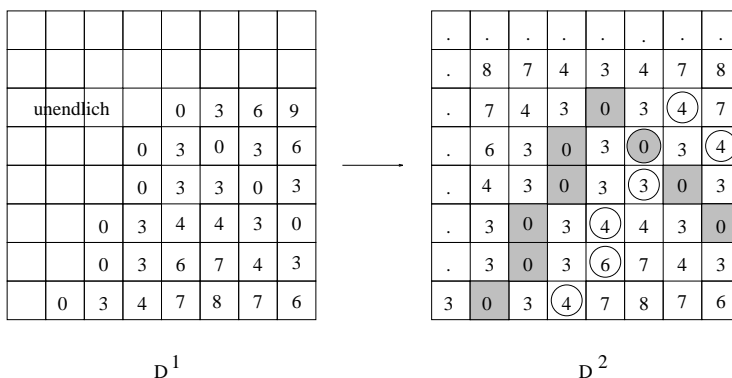 . . . . . . . .
. 8 7 4 3 4 7 8
unendlich 0 3 6 9 . 7 4 3 0 3 4 7
0 3 0 3 6 . 6 3 0 3 0 3 4
0 3 3 0 3 . 4 3 0 3 3 0 3
0 3 4 4 3 0 . 3 0 3 4 4 3 0
0 3 6 7 4 3 . 3 0 3 6 7 4 3
0 3 4 7 8 7 6 3 0 3 4 7 8 7 6
D 1 D 2